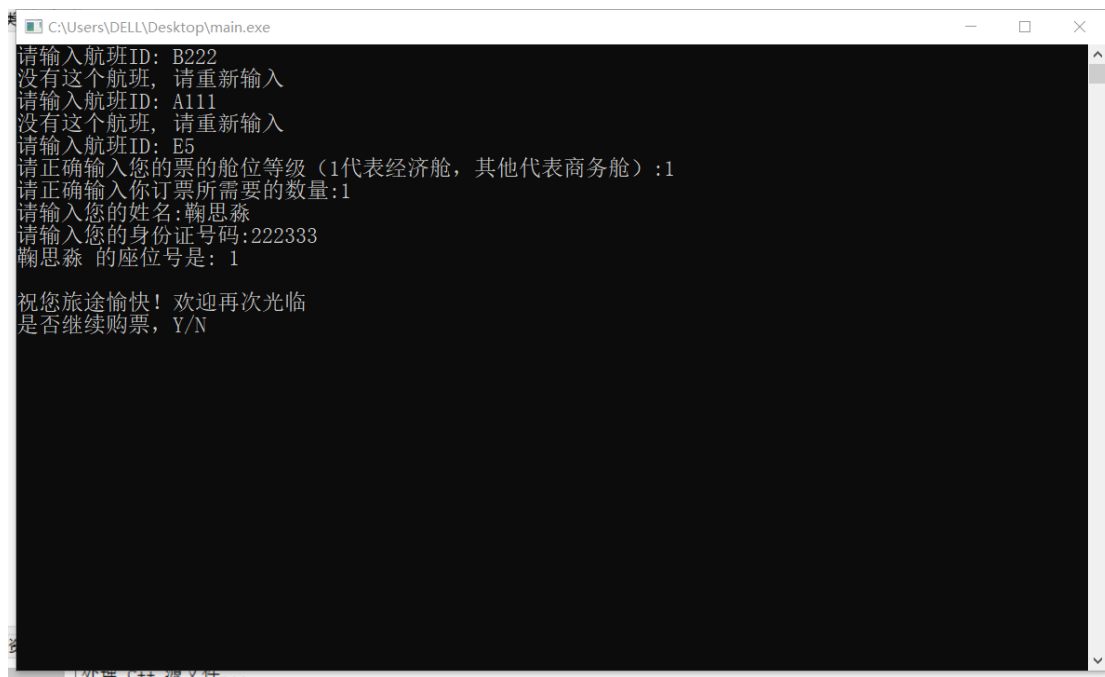 C:\Users\DELL\Desktop\main.exe
请输入航班ID: B222
没有这个航班, 请重新输入
请输入航班ID: A111
没有这个航班, 请重新输入
请输入航班ID: E5
请正确输入您的票的舱位等级（1代表经济舱，其他代表商务舱）:1
请正确输入你订票所需要的数量:1
请输入您的姓名:鞠思淼
请输入您的身份证号码:222333
鞠思淼 的座位号是: 1
祝您旅途愉快！欢迎再次光临
是否继续购票，Y/N